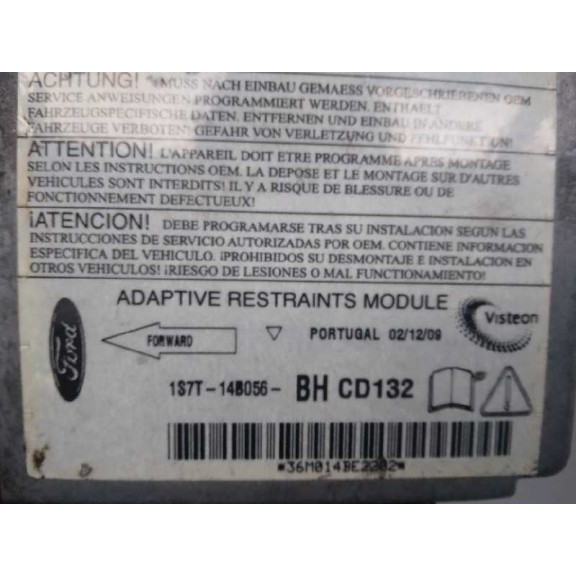 ACHTUNG! MUSS NACH EINBAU GEMAESS VORGESCHRIEBENEN OEM
SERVICE ANWEISUNGEN PROGRAMMIERT WERDEN. ENTHAELT
FAHRZEUGSPEZIFISCHE DATEN. ENTFERNEN UND EINBAU IN ANDERE
FAHRZEUGE VERBOTEN! GEFAHR VON VERLETZUNG UND FEHLFUNKTION!
ATTENTION! L'APPAREIL DOIT ETRE PROGRAMME APRES MONTAGE
SELON LES INSTRUCTIONS OEM. LA DEPOSE ET LE MONTAGE SUR D'AUTRES
VEHICULES SONT INTERDITS! IL Y A RISQUE DE BLESSURE OU DE
FONCTIONNEMENT DEFECTUEUX!
¡ATENCION! DEBE PROGRAMARSE TRAS SU INSTALACION SEGUN LAS
INSTRUCCIONES DE SERVICIO AUTORIZADAS POR OEM. CONTIENE INFORMACION
ESPECIFICA DEL VEHICULO. ¡PROHIBIDOS SU DESMONTAJE E INSTALACION EN
OTROS VEHICULOS! ¡RIESGO DE LESIONES O MAL FUNCIONAMIENTO!
ADAPTIVE RESTRAINTS MODULE
Ford
FORWARD
PORTUGAL 02/12/09
Visteon
1S7T-14B056- BH CD132
*36M014BE2202*